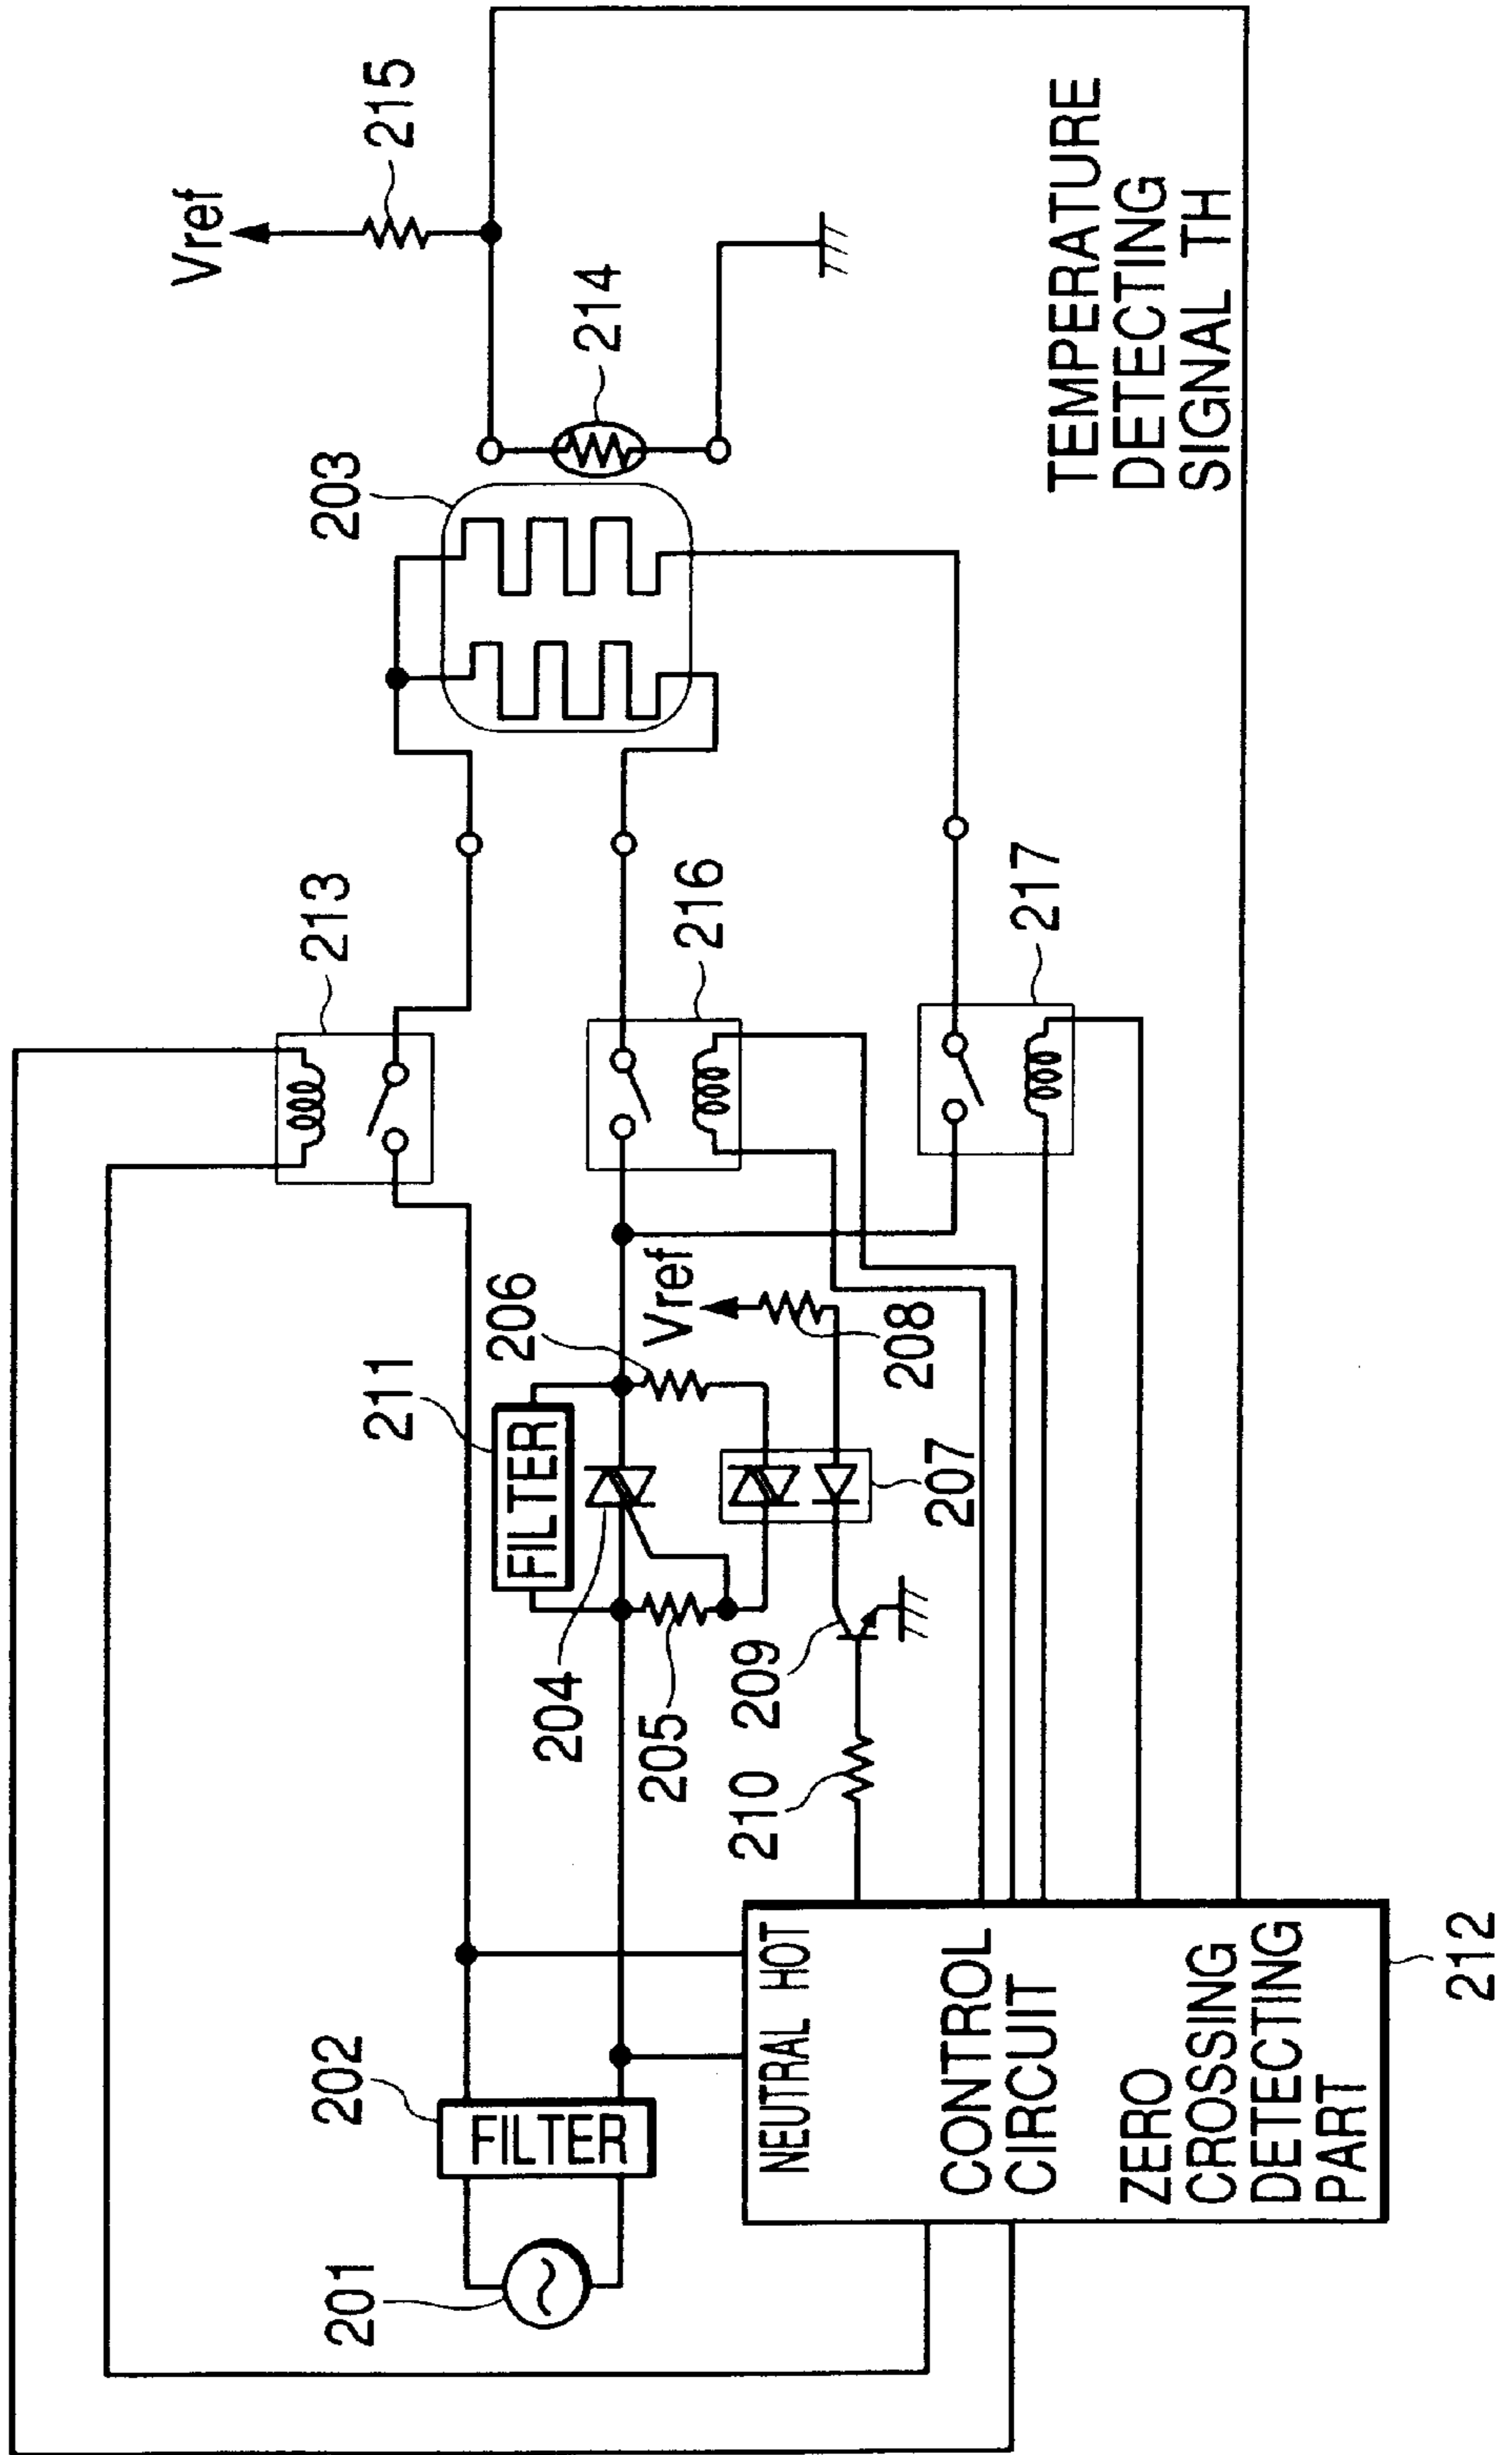 Vref
215
203
214
213
216
217
211
FILTER
206
Vref
208
204
205
207
209
210
202
FILTER
201
NEUTRAL HOT
CONTROL
CIRCUIT
ZERO
CROSSING
DETECTING
PART
212
TEMPERATURE
DETECTING
SIGNAL TH